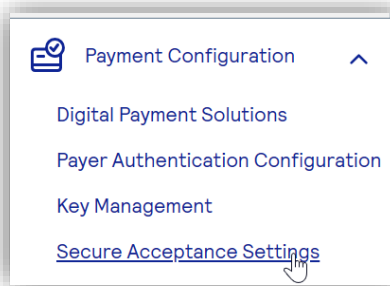 Payment Configuration
Digital Payment Solutions
Payer Authentication Configuration
Key Management
Secure Acceptance Settings